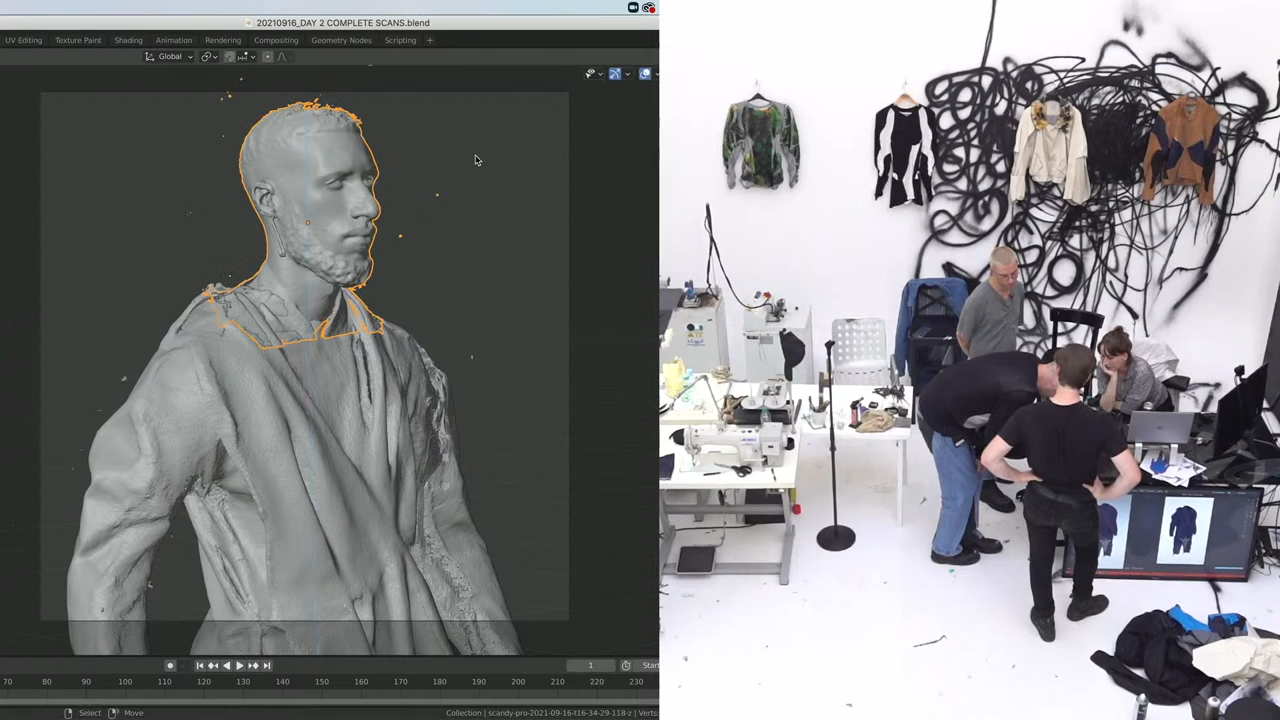 20210916_DAY 2 COMPLETE SCANS.blend
UV Editing Texture Paint Shading Animation Rendering Compositing Geometry Nodes Scripting +
Global
1 Start
70 80 90 100 110 120 130 140 150 160 170 180 190 200 210 220 230
Select Move Collection | scandy-pro-2021-09-16-t16-34-29-118-z | Verts: